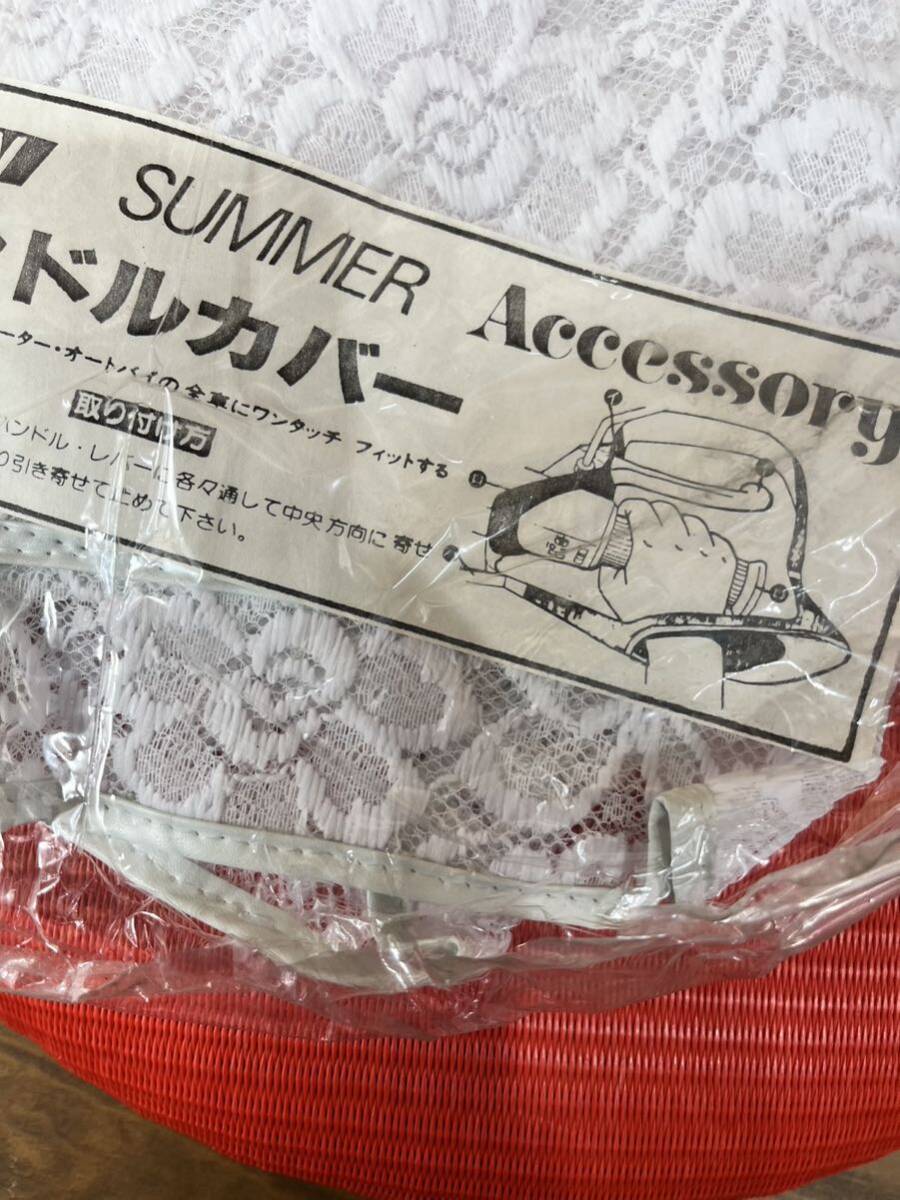 SUMMER
ンドルカバー
Accessory
ーター・オートバイの全車にワンタッチ フィットする
取り付け方
ハンドル・レバーに各々通して中央方向に寄せ
り引き寄せて止めて下さい。
イ
ロ